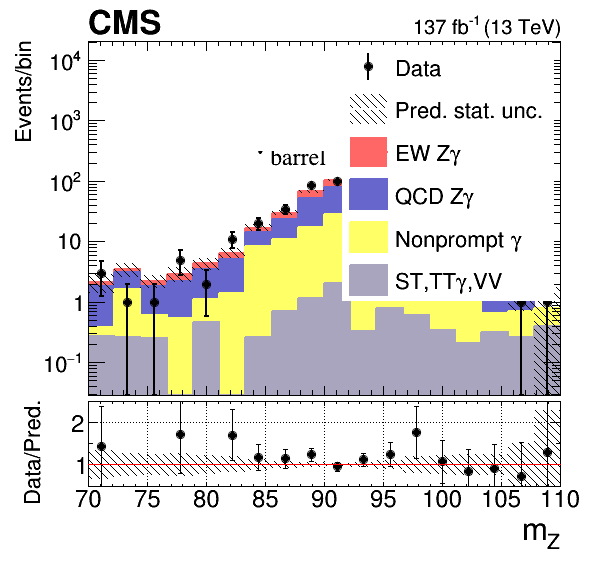 CMS 137 fb⁻¹ (13 TeV)
Events/bin
10⁴
10³
10²
10
1
10⁻¹
Data
Pred. stat. unc.
EW Zγ
QCD Zγ
Nonprompt γ
ST,TTγ,VV
barrel
Data/Pred.
2
1
70 75 80 85 90 95 100 105 110
m_Z